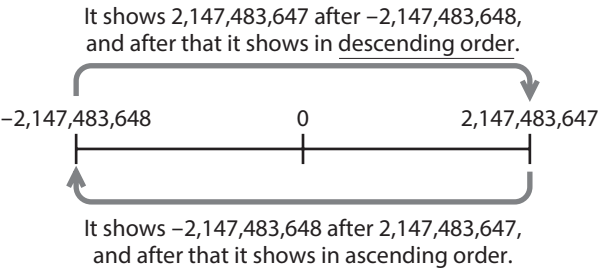 It shows 2,147,483,647 after –2,147,483,648,
and after that it shows in descending order.
–2,147,483,648 0 2,147,483,647
It shows –2,147,483,648 after 2,147,483,647,
and after that it shows in ascending order.